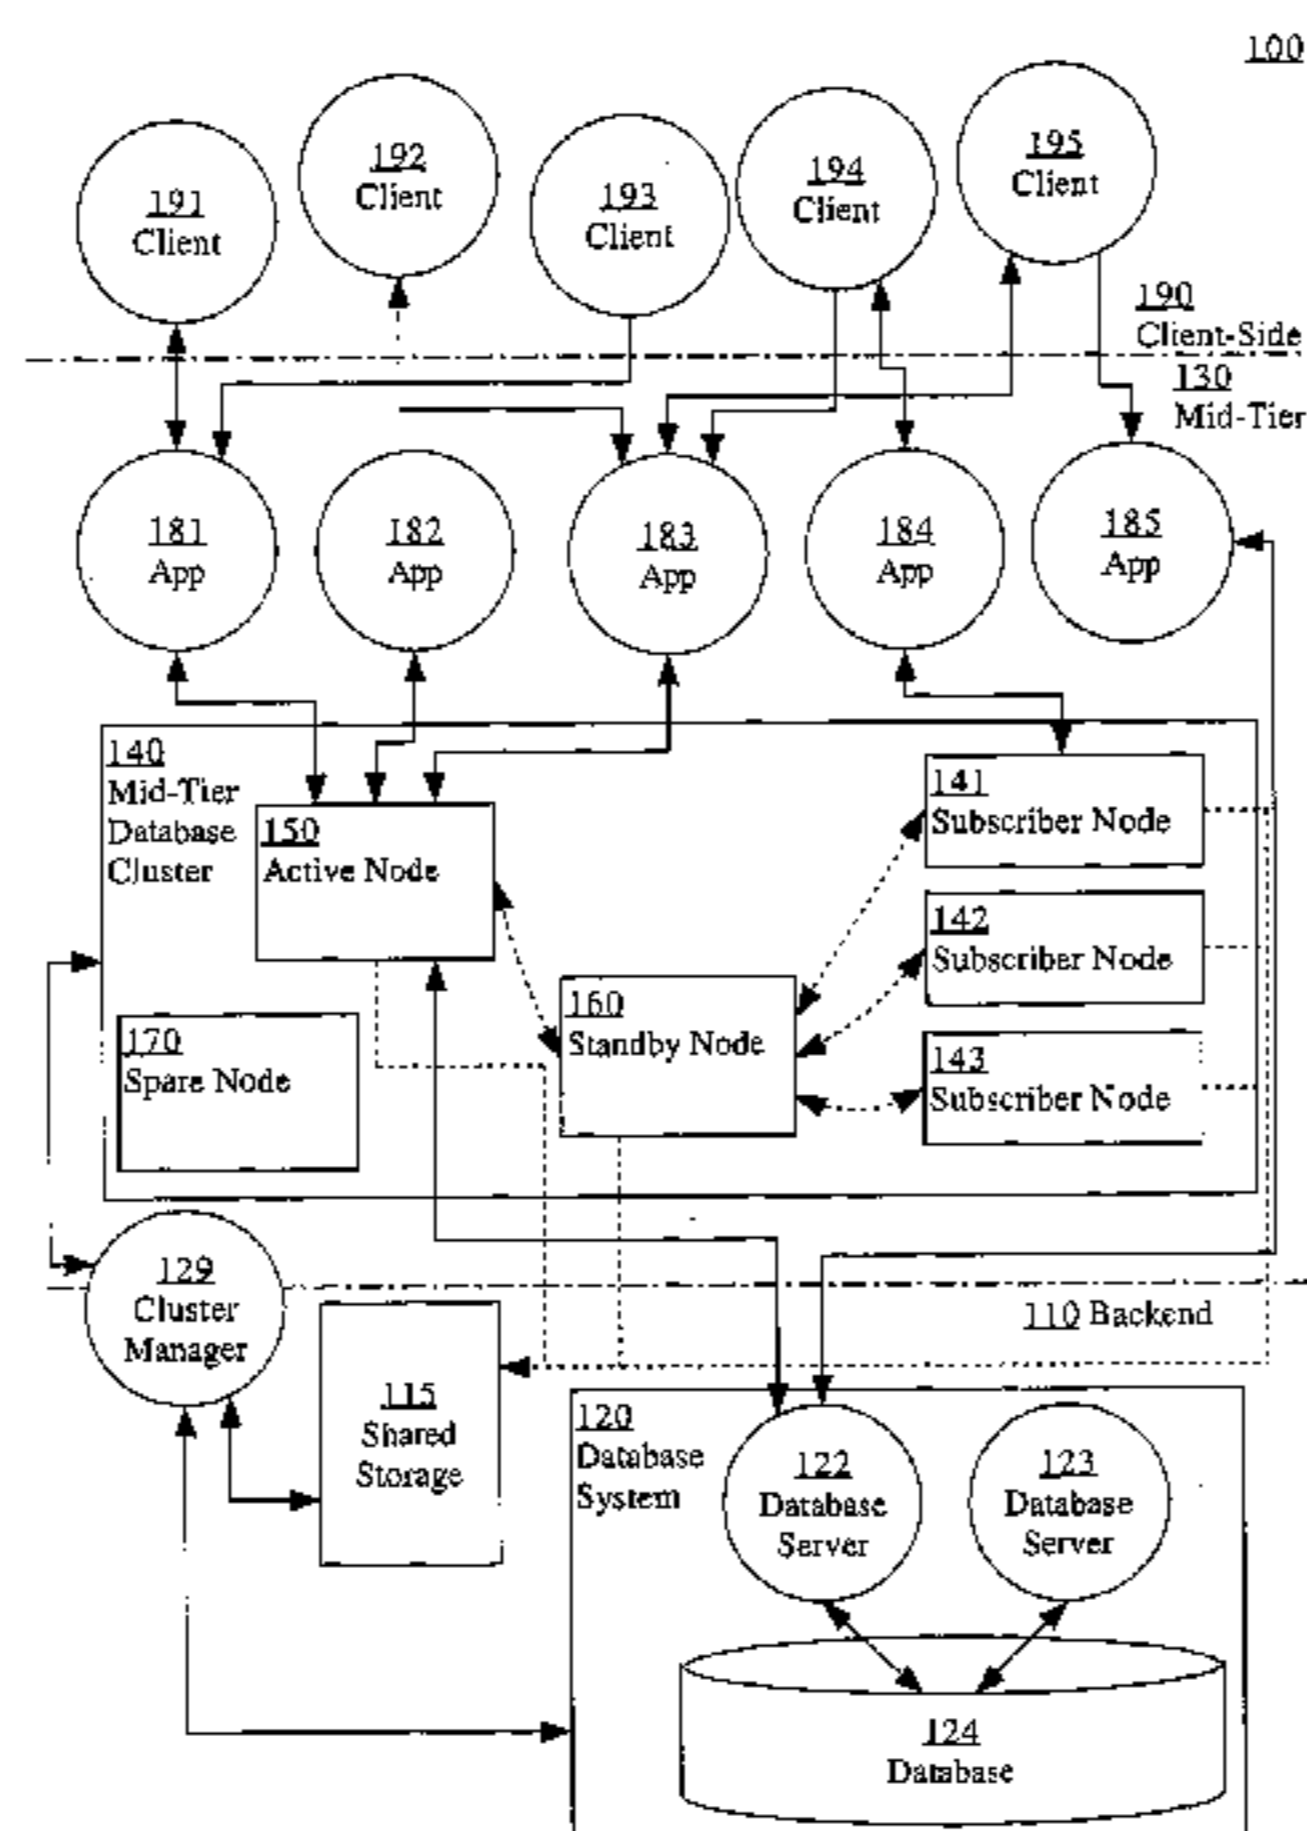 100
191
Client
192
Client
193
Client
194
Client
195
Client
190
Client-Side
130
Mid-Tier
181
App
182
App
183
App
184
App
185
App
140
Mid-Tier
Database
Cluster
150
Active Node
141
Subscriber Node
142
Subscriber Node
160
Standby Node
143
Subscriber Node
170
Spare Node
129
Cluster
Manager
110 Backend
115
Shared
Storage
120
Database
System
122
Database
Server
123
Database
Server
124
Database